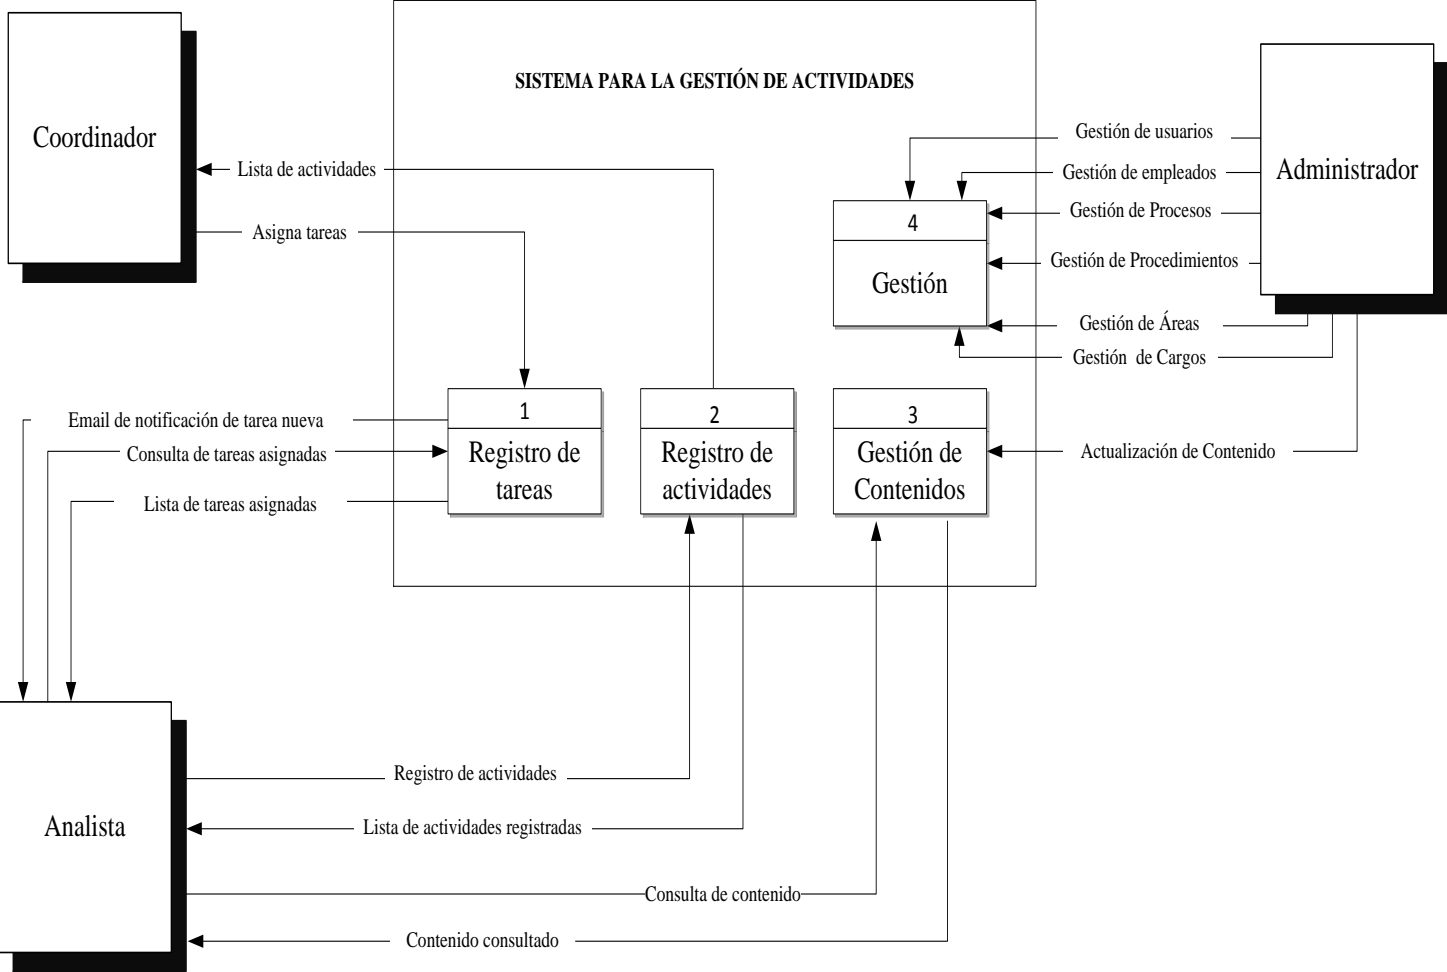 SISTEMA PARA LA GESTIÓN DE ACTIVIDADES
Coordinador
Lista de actividades
Asigna tareas
Gestión de usuarios
Gestión de empleados
Gestión de Procesos
Gestión de Procedimientos
Gestión de Áreas
Gestión de Cargos
Administrador
4
Gestión
1
Registro de
tareas
2
Registro de
actividades
3
Gestión de
Contenidos
Actualización de Contenido
Email de notificación de tarea nueva
Consulta de tareas asignadas
Lista de tareas asignadas
Analista
Registro de actividades
Lista de actividades registradas
Consulta de contenido
Contenido consultado